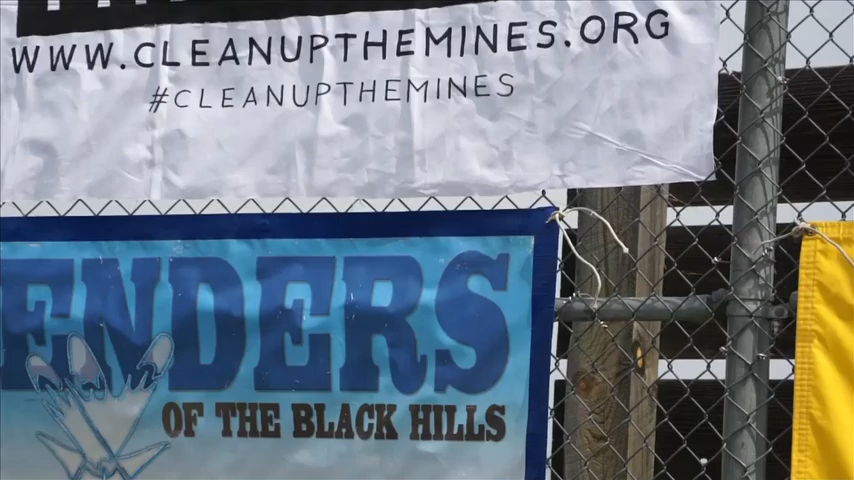 WWW.CLEANUPTHEMINES.ORG
#CLEANUPTHEMINES
ENDERS
OF THE BLACK HILLS